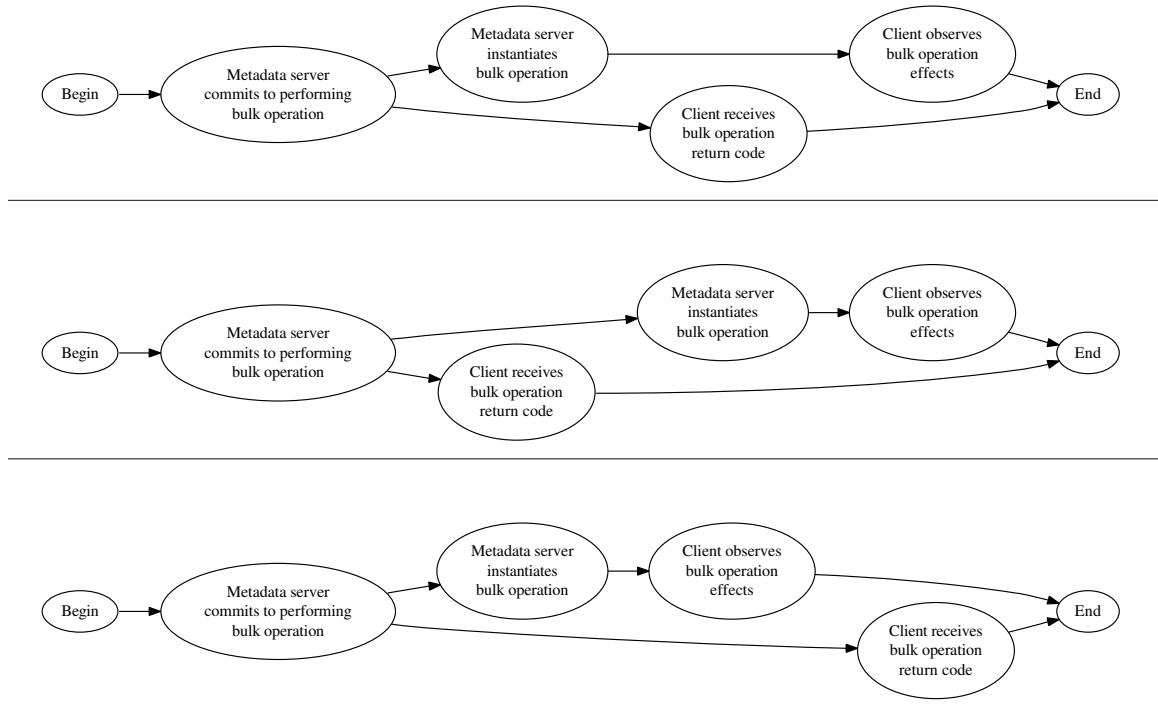 Begin
Metadata server
commits to performing
bulk operation
Metadata server
instantiates
bulk operation
Client receives
bulk operation
return code
Client observes
bulk operation
effects
End
Begin
Metadata server
commits to performing
bulk operation
Client receives
bulk operation
return code
Metadata server
instantiates
bulk operation
Client observes
bulk operation
effects
End
Begin
Metadata server
commits to performing
bulk operation
Metadata server
instantiates
bulk operation
Client observes
bulk operation
effects
Client receives
bulk operation
return code
End